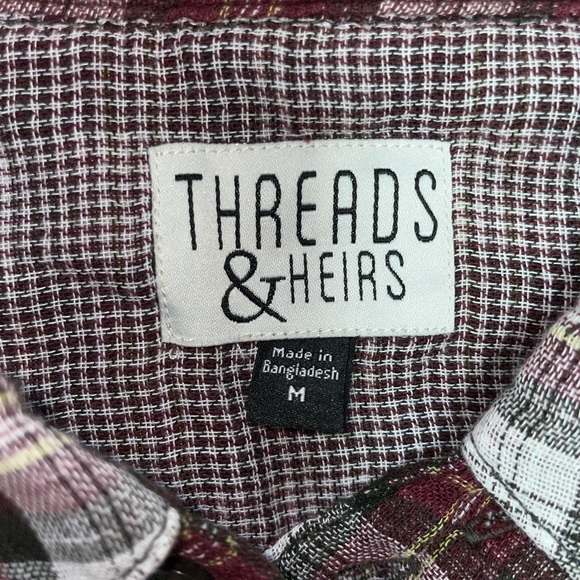 THREADS
& HEIRS
Made in
Bangladesh
M